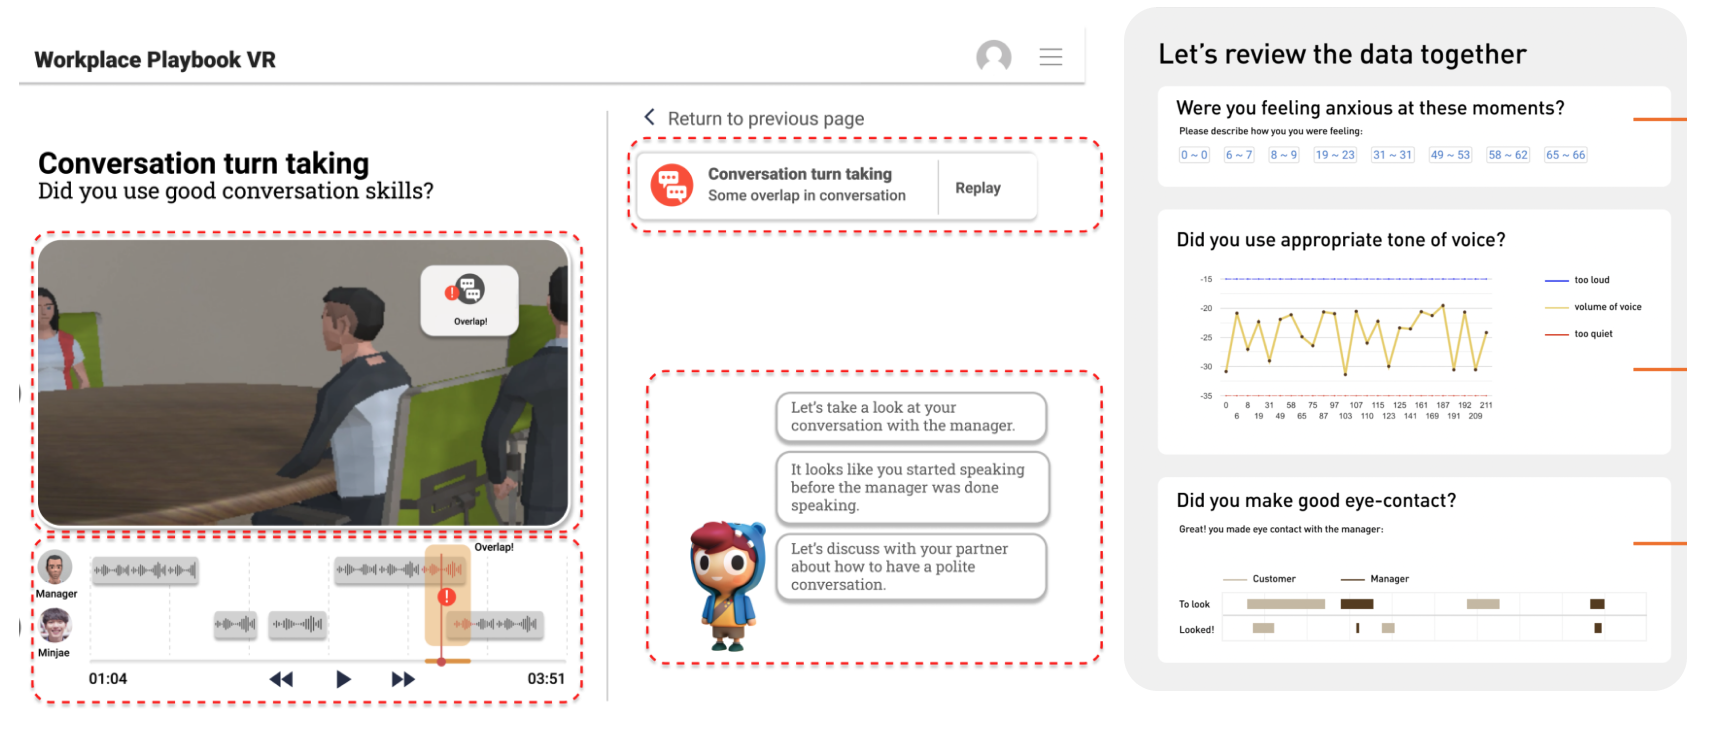 Workplace Playbook VR
Conversation turn taking
Did you use good conversation skills?
Overlap!
Overlap!
Manager
Minjae
01:04
03:51
Return to previous page
Conversation turn taking
Some overlap in conversation
Replay
Let's take a look at your
conversation with the manager.
It looks like you started speaking
before the manager was done
speaking.
Let's discuss with your partner
about how to have a polite
conversation.
Let's review the data together
Were you feeling anxious at these moments?
Please describe how you you were feeling:
0 ~ 0 6 ~ 7 8 ~ 9 19 ~ 23 31 ~ 31 49 ~ 53 58 ~ 62 65 ~ 66
Did you use appropriate tone of voice?
-15
-20
-25
-30
-35
0 8 31 58 75 97 107 115 125 161 187 192 211
6 19 49 65 87 103 110 123 141 169 191 209
too loud
volume of voice
too quiet
Did you make good eye-contact?
Great! you made eye contact with the manager:
Customer Manager
To look
Looked!